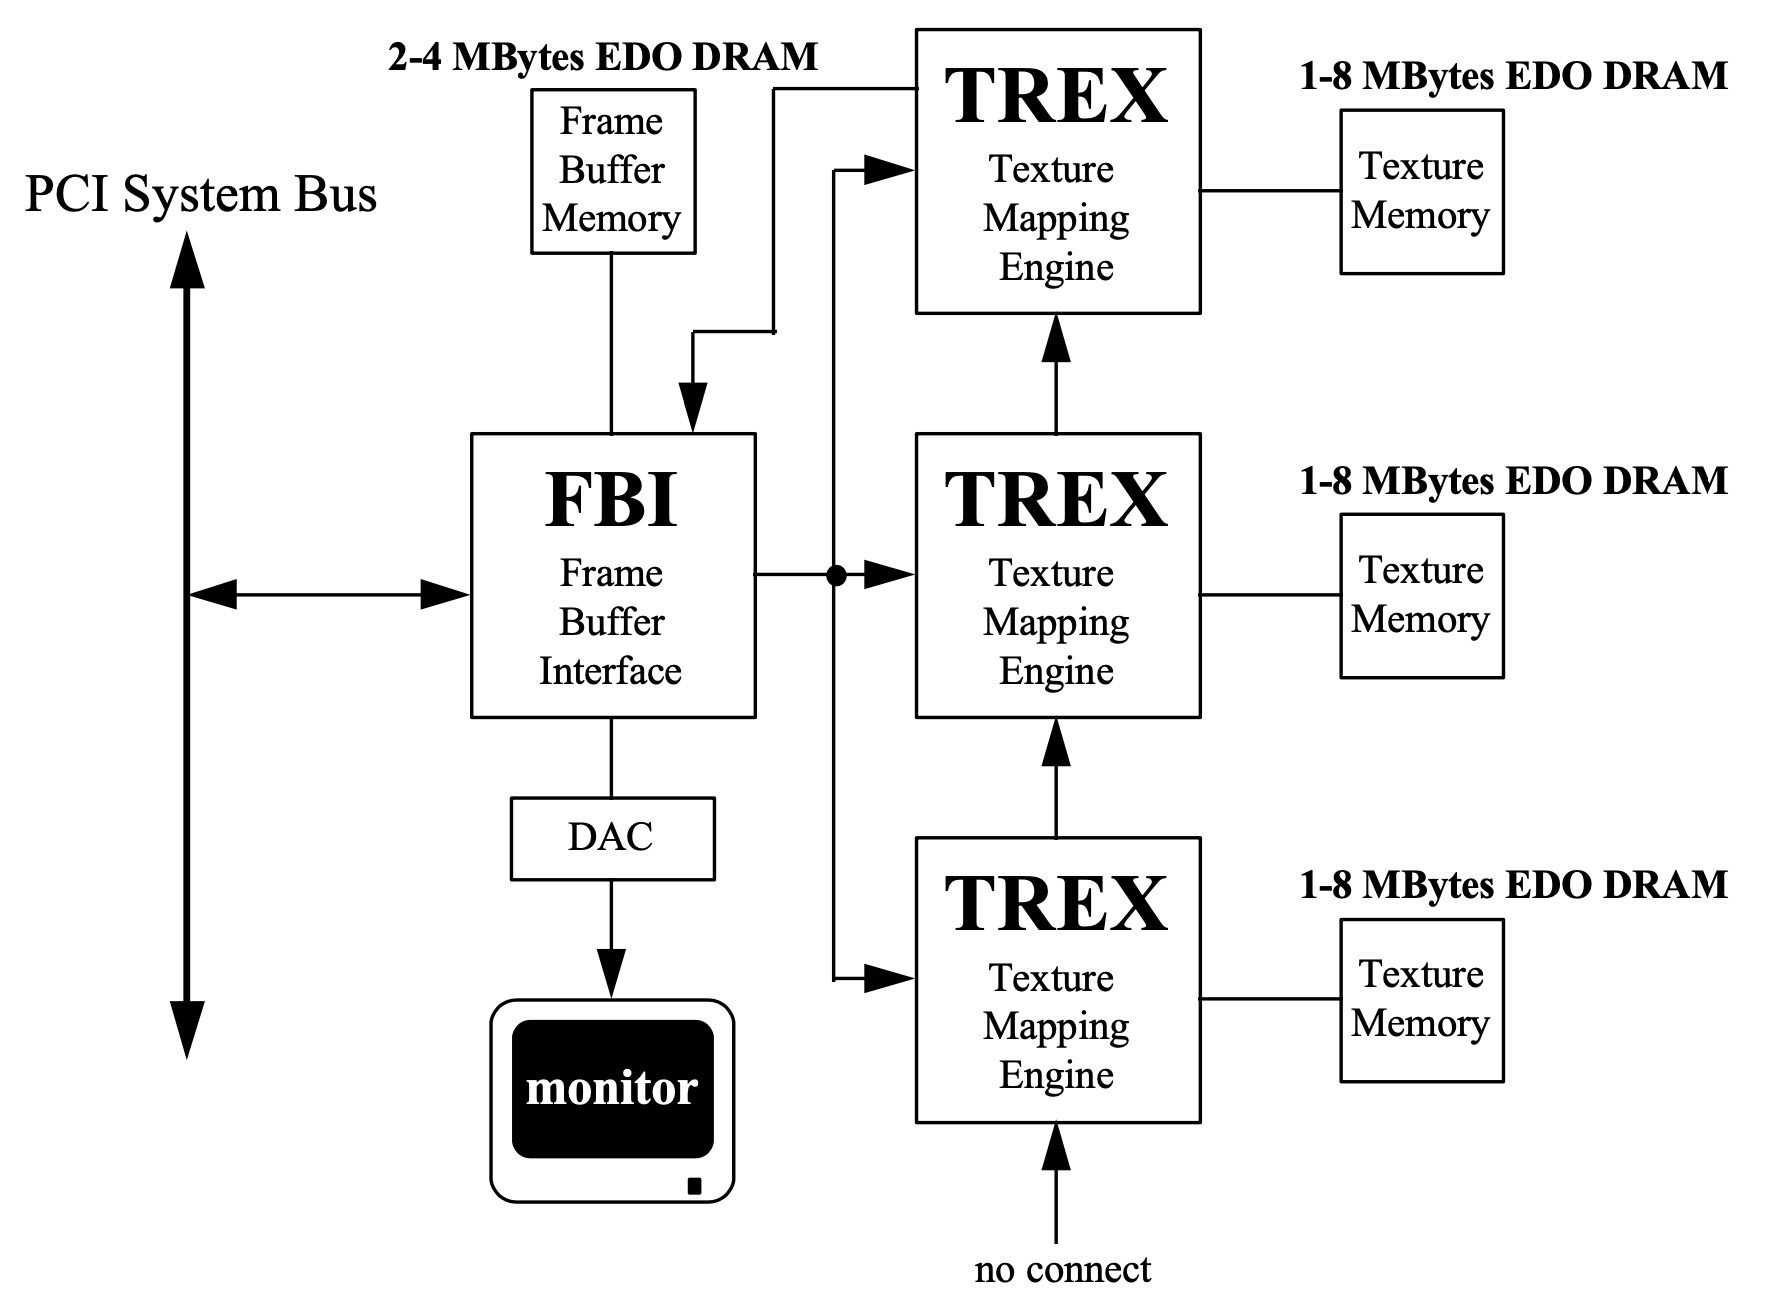 2-4 MBytes EDO DRAM
Frame
Buffer
Memory
PCI System Bus
TREX
Texture
Mapping
Engine
1-8 MBytes EDO DRAM
Texture
Memory
FBI
Frame
Buffer
Interface
TREX
Texture
Mapping
Engine
1-8 MBytes EDO DRAM
Texture
Memory
DAC
monitor
TREX
Texture
Mapping
Engine
1-8 MBytes EDO DRAM
Texture
Memory
no connect